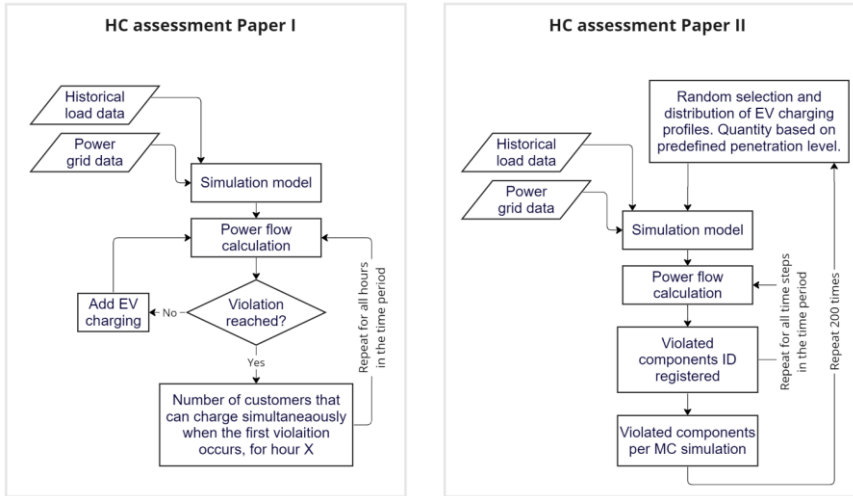 HC assessment Paper I
Historical
load data
Power
grid data
Simulation model
Power flow
calculation
Add EV
charging
No
Violation
reached?
Yes
Number of customers that
can charge simultaneaously
when the first violaition
occurs, for hour X
Repeat for all hours
in the time period
HC assessment Paper II
Random selection and
distribution of EV charging
profiles. Quantity based on
predefined penetration level.
Historical
load data
Power
grid data
Simulation model
Power flow
calculation
Violated
components ID
registered
Violated components
per MC simulation
Repeat for all time steps
in the time period
Repeat 200 times